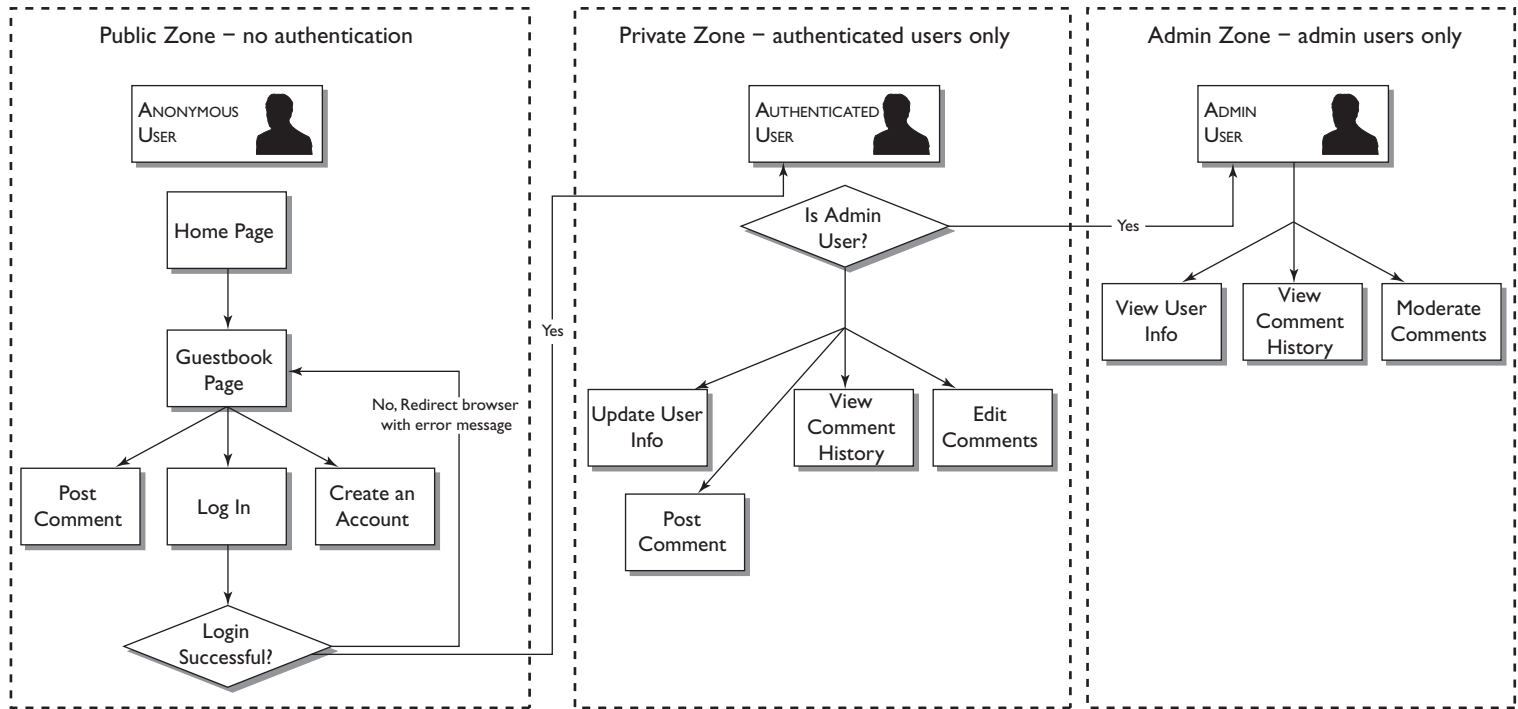 Public Zone – no authentication
ANONYMOUS
USER
Home Page
Guestbook
Page
No, Redirect browser
with error message
Post
Comment
Log In
Create an
Account
Login
Successful?
Yes
Private Zone – authenticated users only
AUTHENTICATED
USER
Is Admin
User?
Yes
Update User
Info
View
Comment
History
Edit
Comments
Post
Comment
Admin Zone – admin users only
ADMIN
USER
View User
Info
View
Comment
History
Moderate
Comments